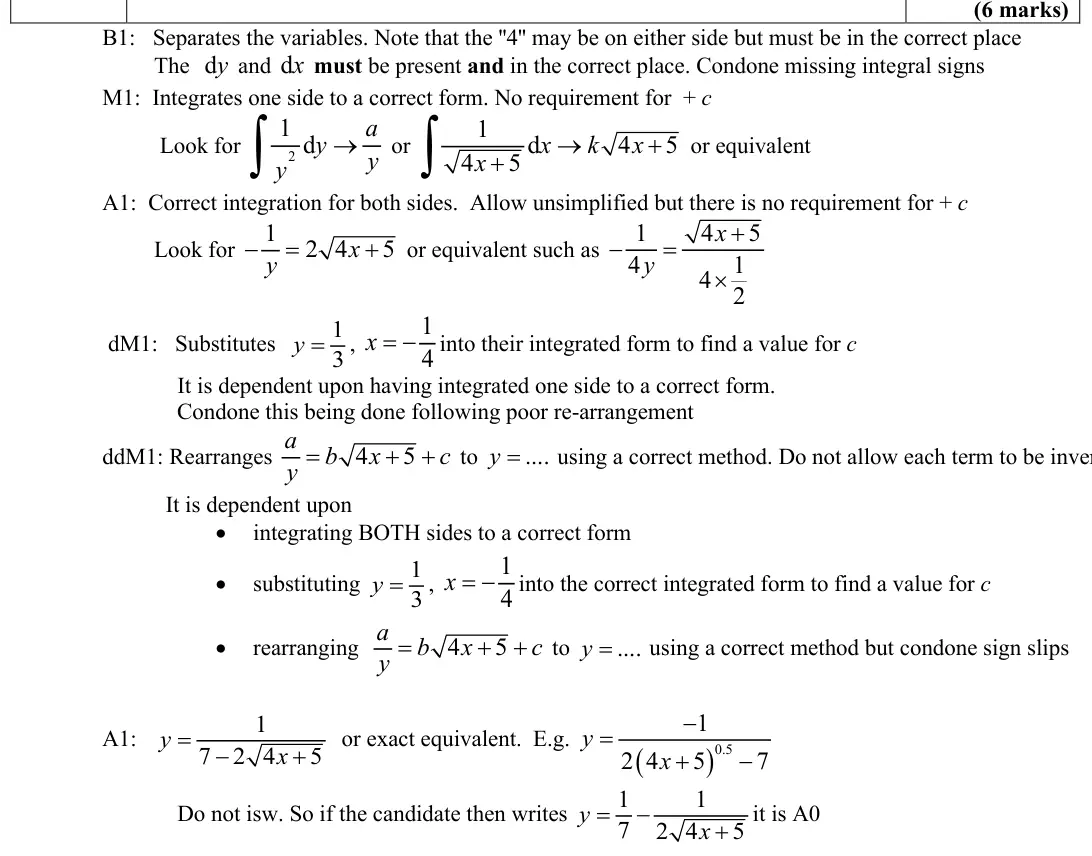 (6 marks)
B1: Separates the variables. Note that the "4" may be on either side but must be in the correct place
The dy and dx must be present and in the correct place. Condone missing integral signs
M1: Integrates one side to a correct form. No requirement for + c
Look for ∫ 1/y² dy → a/y or ∫ 1/√(4x+5) dx → k√(4x+5) or equivalent
A1: Correct integration for both sides. Allow unsimplified but there is no requirement for + c
Look for −1/y = 2√(4x+5) or equivalent such as −1/4y = √(4x+5)/(4×1/2)
dM1: Substitutes y = 1/3, x = −1/4 into their integrated form to find a value for c
It is dependent upon having integrated one side to a correct form.
Condone this being done following poor re-arrangement
ddM1: Rearranges a/y = b√(4x+5) + c to y = .... using a correct method. Do not allow each term to be inver
It is dependent upon
• integrating BOTH sides to a correct form
• substituting y = 1/3, x = −1/4 into the correct integrated form to find a value for c
• rearranging a/y = b√(4x+5) + c to y = .... using a correct method but condone sign slips
A1: y = 1/(7−2√(4x+5)) or exact equivalent. E.g. y = −1/(2(4x+5)^0.5 − 7)
Do not isw. So if the candidate then writes y = 1/7 − 1/(2√(4x+5)) it is A0